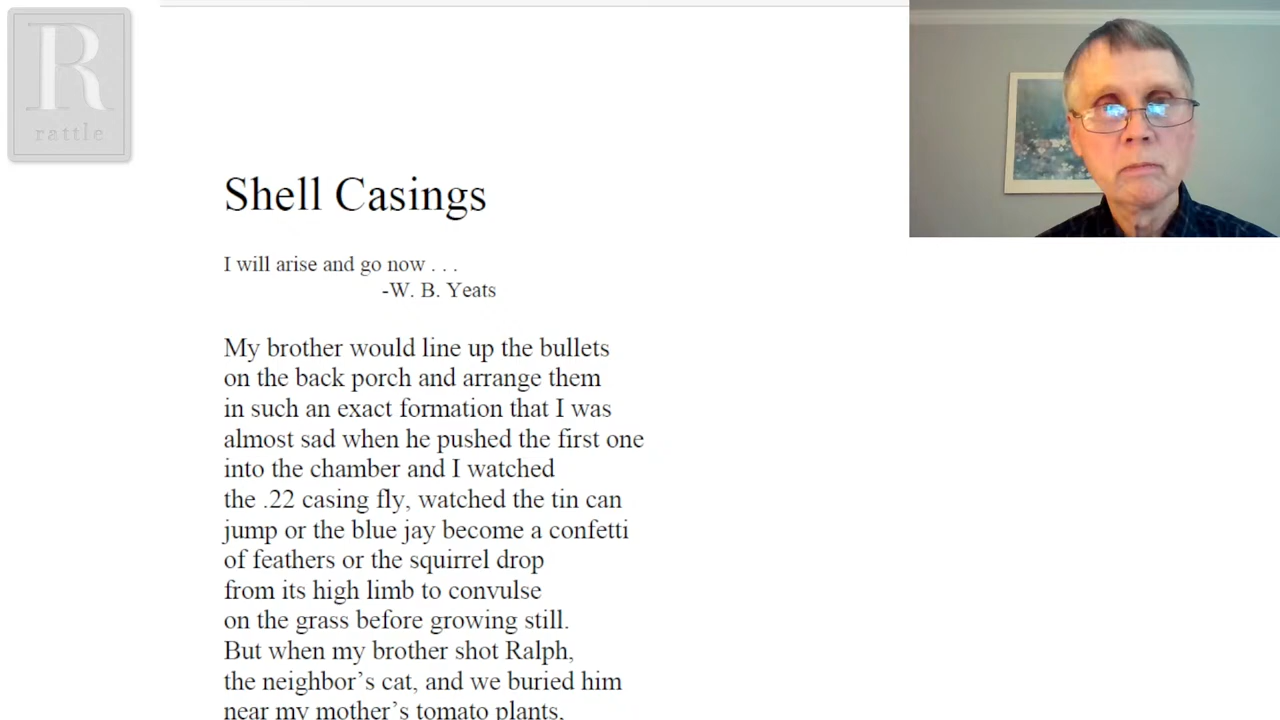 R
rattle
Shell Casings
I will arise and go now . . .
-W. B. Yeats
My brother would line up the bullets
on the back porch and arrange them
in such an exact formation that I was
almost sad when he pushed the first one
into the chamber and I watched
the .22 casing fly, watched the tin can
jump or the blue jay become a confetti
of feathers or the squirrel drop
from its high limb to convulse
on the grass before growing still.
But when my brother shot Ralph,
the neighbor’s cat, and we buried him
near my mother’s tomato plants,